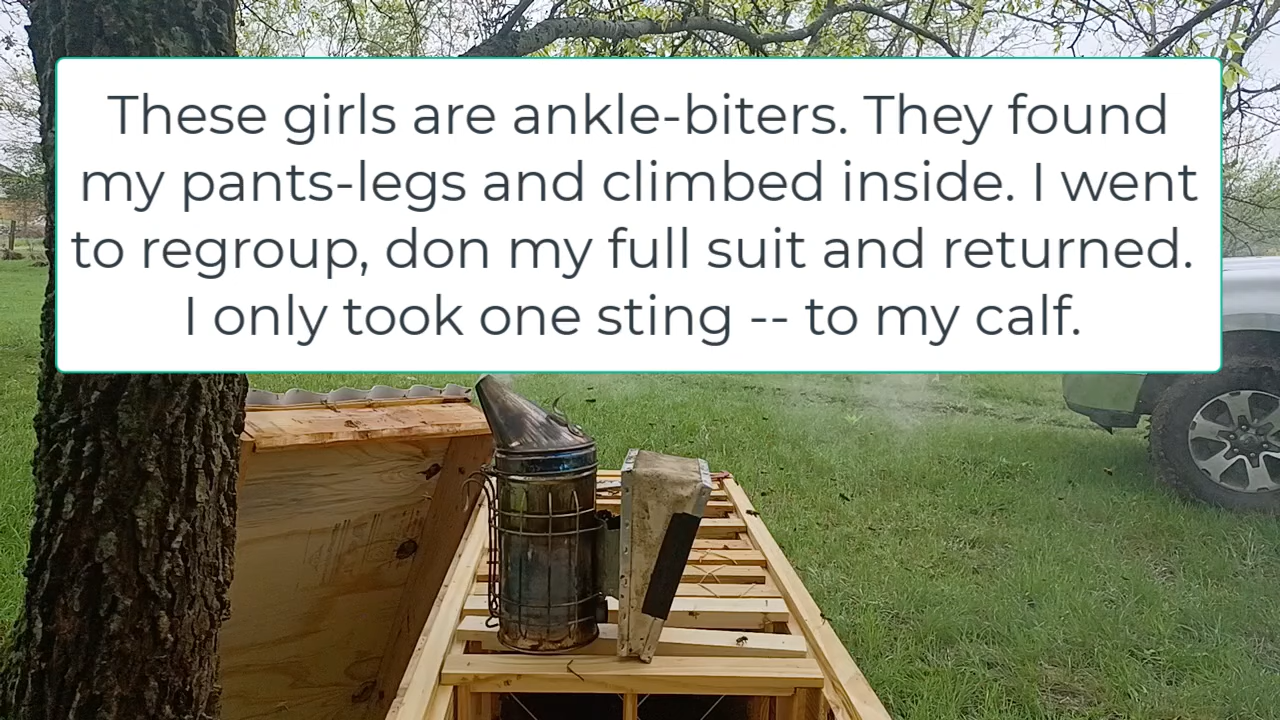 These girls are ankle-biters. They found
my pants-legs and climbed inside. I went
to regroup, don my full suit and returned.
I only took one sting -- to my calf.